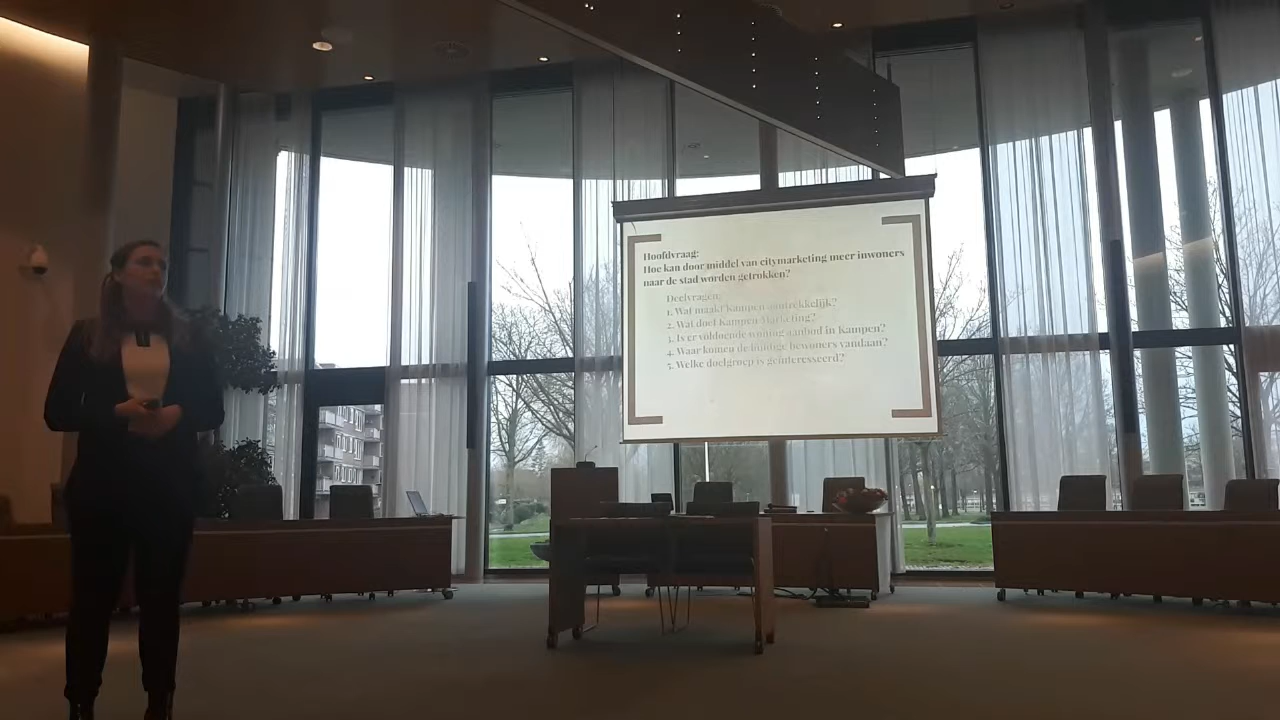 Hoofdvraag:
Hoe kan door middel van citymarketing meer inwoners
naar de stad worden getrokken?
Deelvragen:
1. Wat maakt Kampen aantrekkelijk?
2. Wat doet Kampen Marketing?
3. Is er voldoende woning aanbod in Kampen?
4. Waar komen de huidige bewoners vandaan?
5. Welke doelgroep is geïnteresseerd?